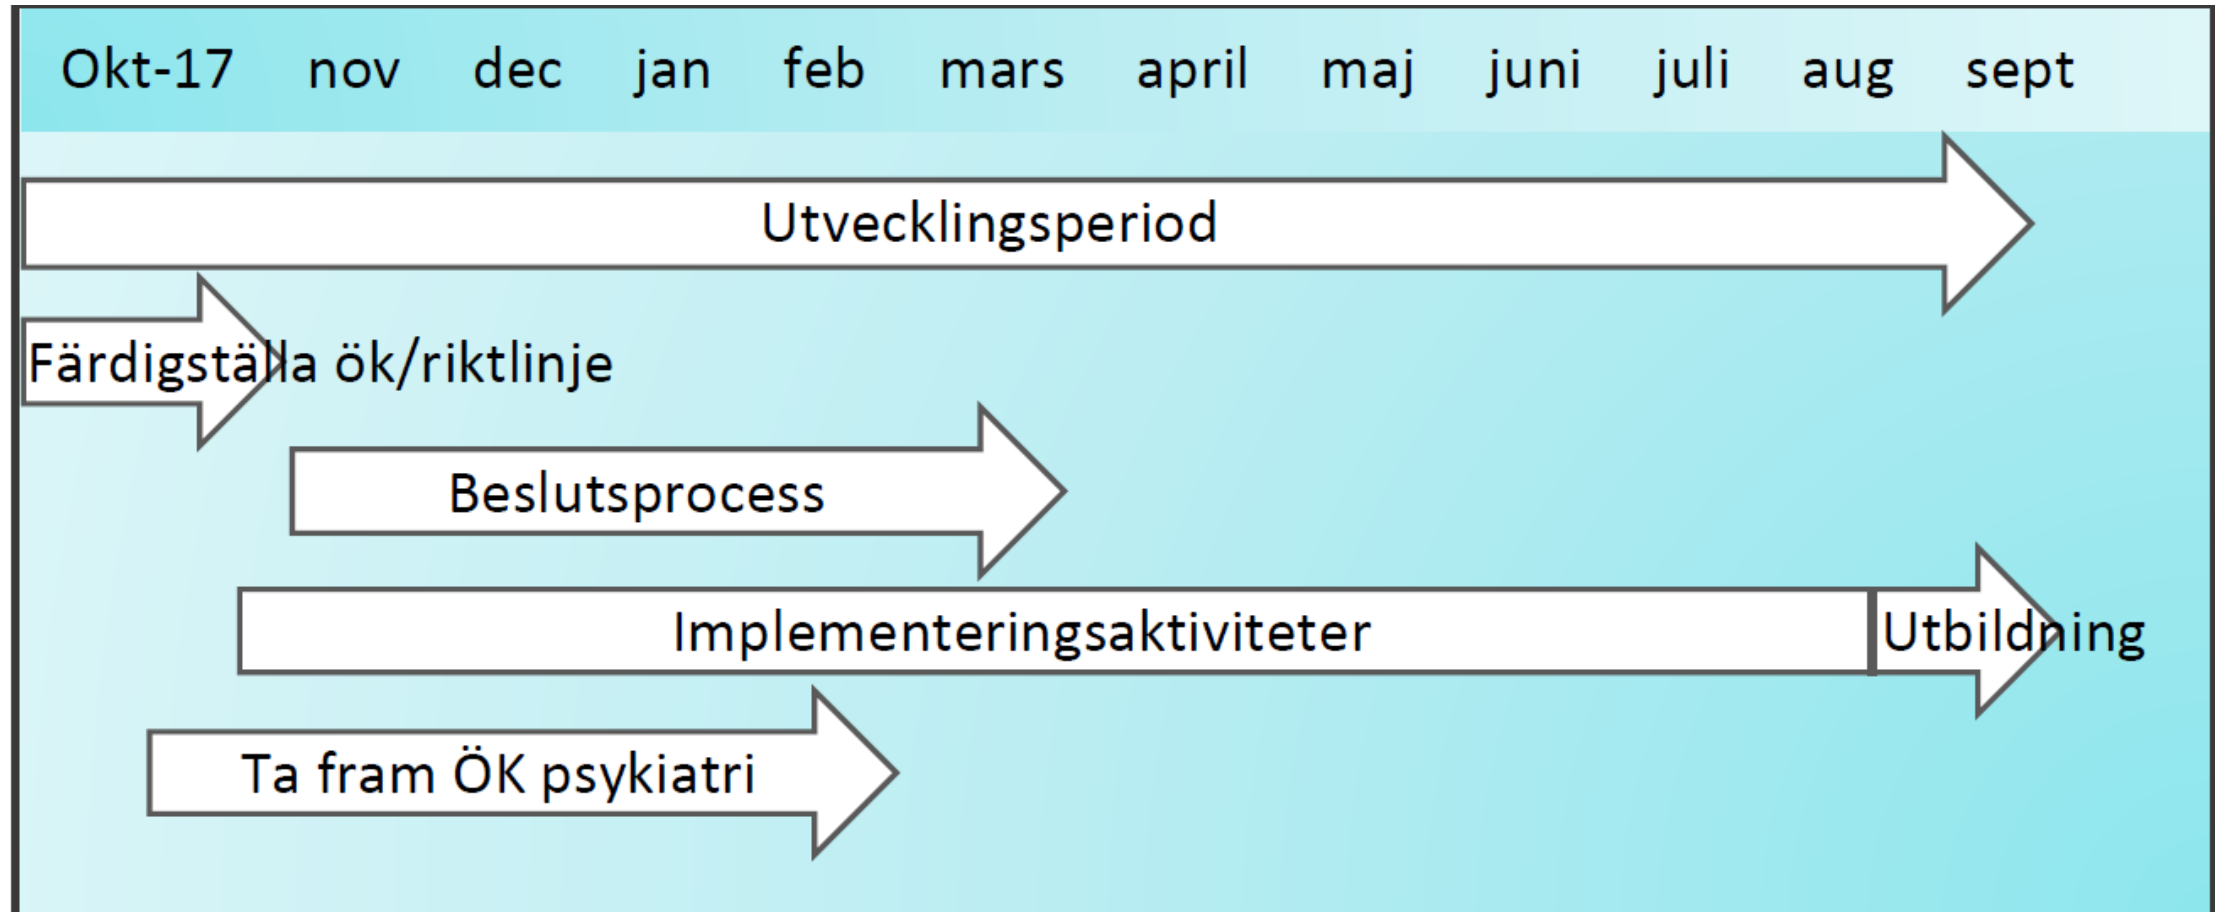 Okt-17 nov dec jan feb mars april maj juni juli aug sept
Utvecklingsperiod
Färdigställa ök/riktlinje
Beslutsprocess
Implementeringsaktiviteter Utbildning
Ta fram ÖK psykiatri